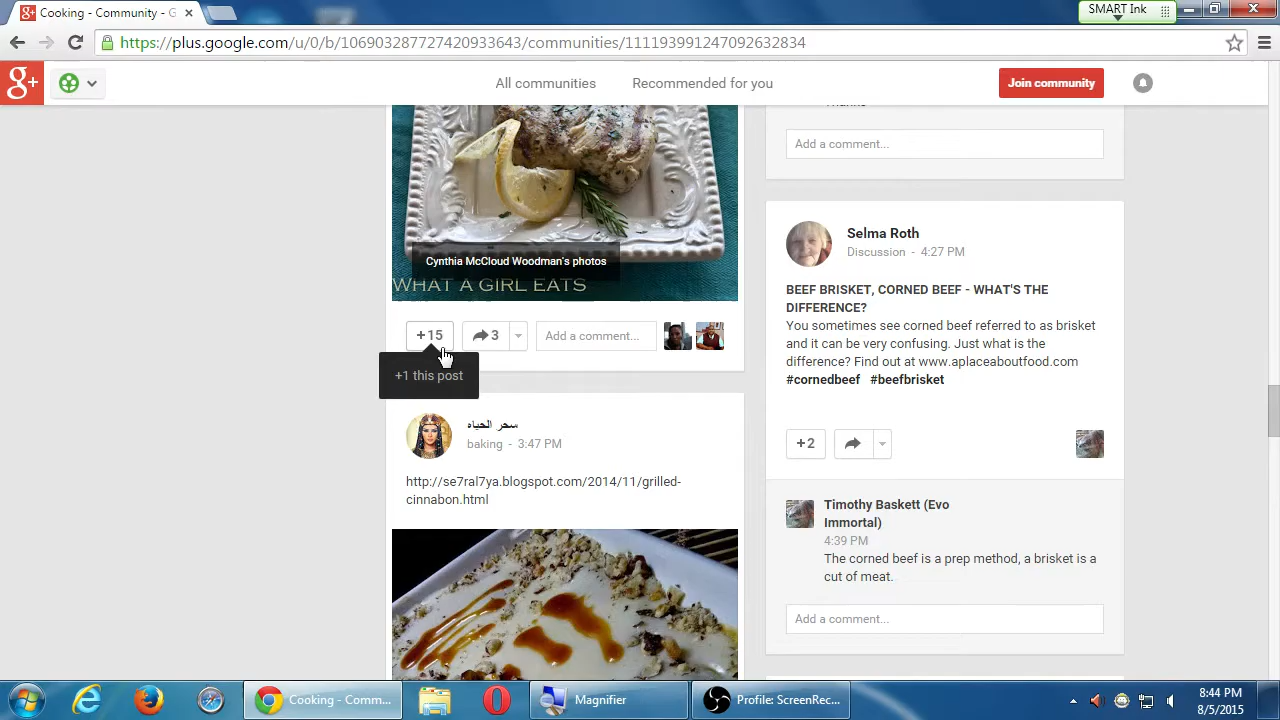 Cooking - Community - G
SMART Ink
https://plus.google.com/u/0/b/106903287727420933643/communities/111193991247092632834
g+
All communities
Recommended for you
Join community
Add a comment...
Cynthia McCloud Woodman's photos
WHAT A GIRL EATS
+15
3
Add a comment...
+1 this post
سحر الحياه
baking - 3:47 PM
http://se7ral7ya.blogspot.com/2014/11/grilled-
cinnabon.html
Selma Roth
Discussion - 4:27 PM
BEEF BRISKET, CORNED BEEF - WHAT'S THE
DIFFERENCE?
You sometimes see corned beef referred to as brisket
and it can be very confusing. Just what is the
difference? Find out at www.aplaceaboutfood.com
#cornedbeef #beefbrisket
+2
Timothy Baskett (Evo
Immortal)
4:39 PM
The corned beef is a prep method, a brisket is a
cut of meat.
Add a comment...
Cooking - Comm...
Magnifier
Profile: ScreenRec...
8:44 PM
8/5/2015